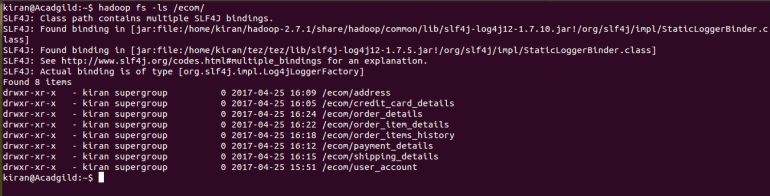 kiran@Acadgild:~$ hadoop fs -ls /ecom/
SLF4J: Class path contains multiple SLF4J bindings.
SLF4J: Found binding in [jar:file:/home/kiran/hadoop-2.7.1/share/hadoop/common/lib/slf4j-log4j12-1.7.10.jar!/org/slf4j/impl/StaticLoggerBinder.c
lass]
SLF4J: Found binding in [jar:file:/home/kiran/tez/tez/lib/slf4j-log4j12-1.7.5.jar!/org/slf4j/impl/StaticLoggerBinder.class]
SLF4J: See http://www.slf4j.org/codes.html#multiple_bindings for an explanation.
SLF4J: Actual binding is of type [org.slf4j.impl.Log4jLoggerFactory]
Found 8 items
drwxr-xr-x   - kiran supergroup          0 2017-04-25 16:09 /ecom/address
drwxr-xr-x   - kiran supergroup          0 2017-04-25 16:05 /ecom/credit_card_details
drwxr-xr-x   - kiran supergroup          0 2017-04-25 16:24 /ecom/order_details
drwxr-xr-x   - kiran supergroup          0 2017-04-25 16:22 /ecom/order_item_details
drwxr-xr-x   - kiran supergroup          0 2017-04-25 16:18 /ecom/order_items_history
drwxr-xr-x   - kiran supergroup          0 2017-04-25 16:12 /ecom/payment_details
drwxr-xr-x   - kiran supergroup          0 2017-04-25 16:15 /ecom/shipping_details
drwxr-xr-x   - kiran supergroup          0 2017-04-25 15:51 /ecom/user_account
kiran@Acadgild:~$